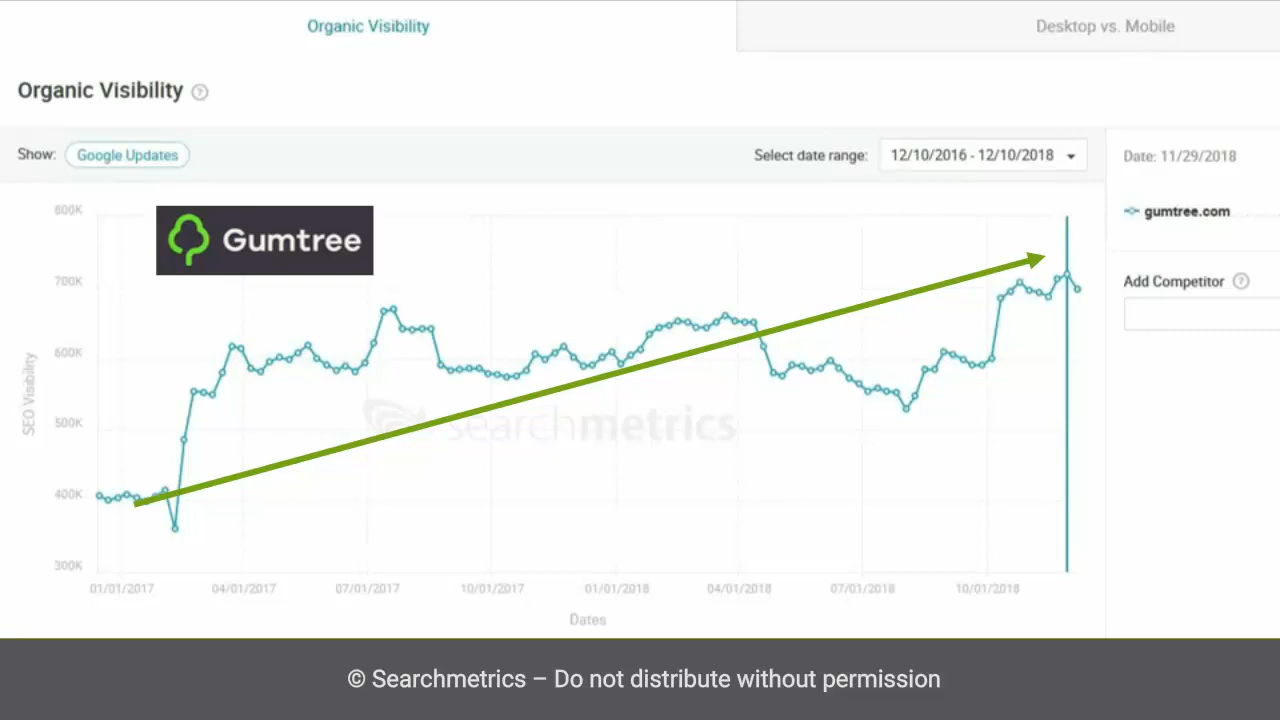 Organic Visibility
Desktop vs. Mobile
Organic Visibility ?
Show: Google Updates
Select date range: 12/10/2016 - 12/10/2018
Date: 11/29/2018
Gumtree
gumtree.com
Add Competitor ?
800K
700K
600K
500K
400K
300K
SEO Visibility
searchmetrics
01/01/2017 04/01/2017 07/01/2017 10/01/2017 01/01/2018 04/01/2018 07/01/2018 10/01/2018
Dates
© Searchmetrics – Do not distribute without permission